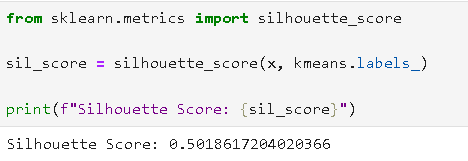 from sklearn.metrics import silhouette_score
sil_score = silhouette_score(x, kmeans.labels_)
print(f"Silhouette Score: {sil_score}")
Silhouette Score: 0.5018617204020366